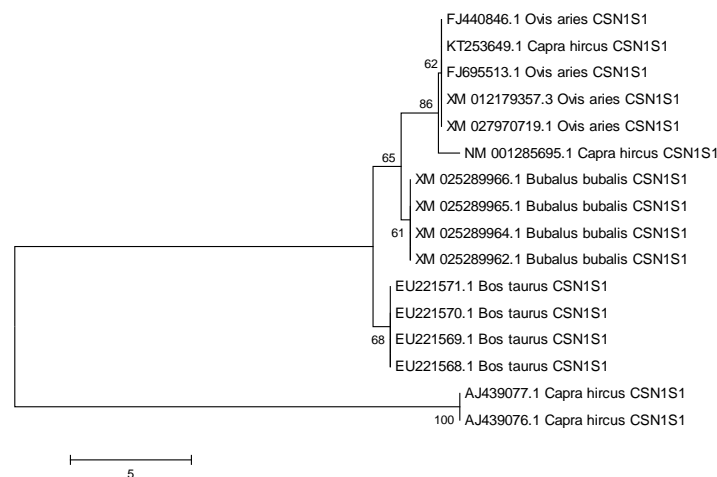 FJ440846.1 Ovis aries CSN1S1
KT253649.1 Capra hircus CSN1S1
62
FJ695513.1 Ovis aries CSN1S1
XM 012179357.3 Ovis aries CSN1S1
86
XM 027970719.1 Ovis aries CSN1S1
NM 001285695.1 Capra hircus CSN1S1
65
XM 025289966.1 Bubalus bubalis CSN1S1
XM 025289965.1 Bubalus bubalis CSN1S1
XM 025289964.1 Bubalus bubalis CSN1S1
61
XM 025289962.1 Bubalus bubalis CSN1S1
EU221571.1 Bos taurus CSN1S1
EU221570.1 Bos taurus CSN1S1
EU221569.1 Bos taurus CSN1S1
68
EU221568.1 Bos taurus CSN1S1
AJ439077.1 Capra hircus CSN1S1
100
AJ439076.1 Capra hircus CSN1S1
5